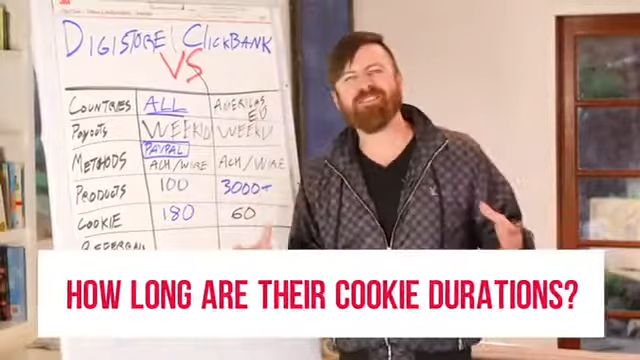 DIGISTORE CLICKBANK
VS
COUNTRIES ALL AMERICAS EU
PAYOUTS WEEKLY WEEKLY
METHODS PAYPAL ACH/WIRE ACH/WIRE
PRODUCTS 100 3000+
COOKIE 180 60
HOW LONG ARE THEIR COOKIE DURATIONS?